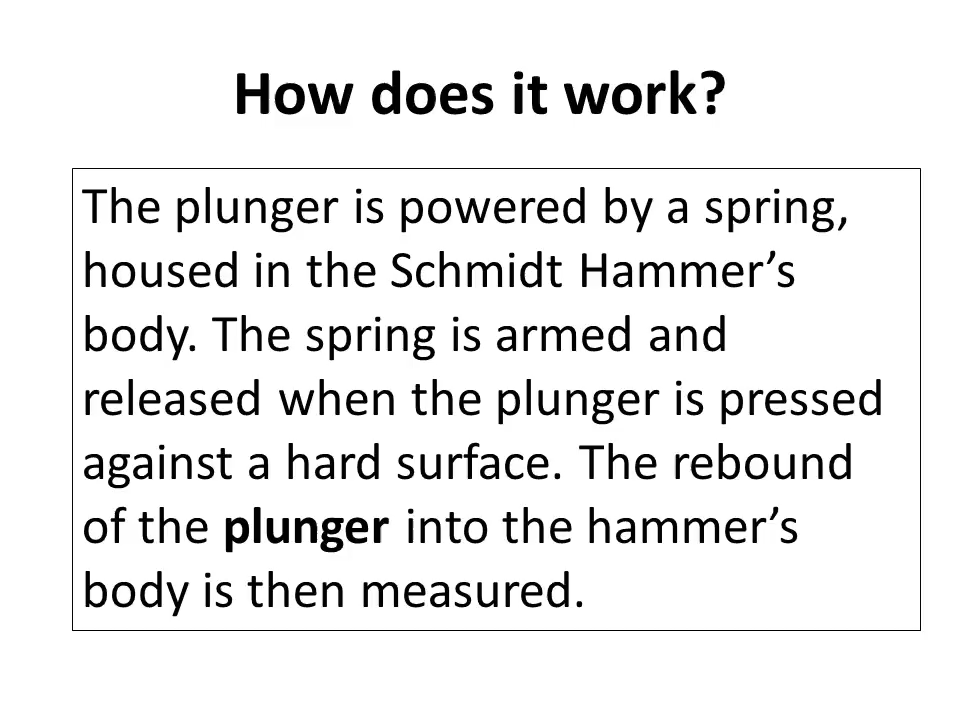 How does it work?
The plunger is powered by a spring,
housed in the Schmidt Hammer’s
body. The spring is armed and
released when the plunger is pressed
against a hard surface. The rebound
of the plunger into the hammer’s
body is then measured.